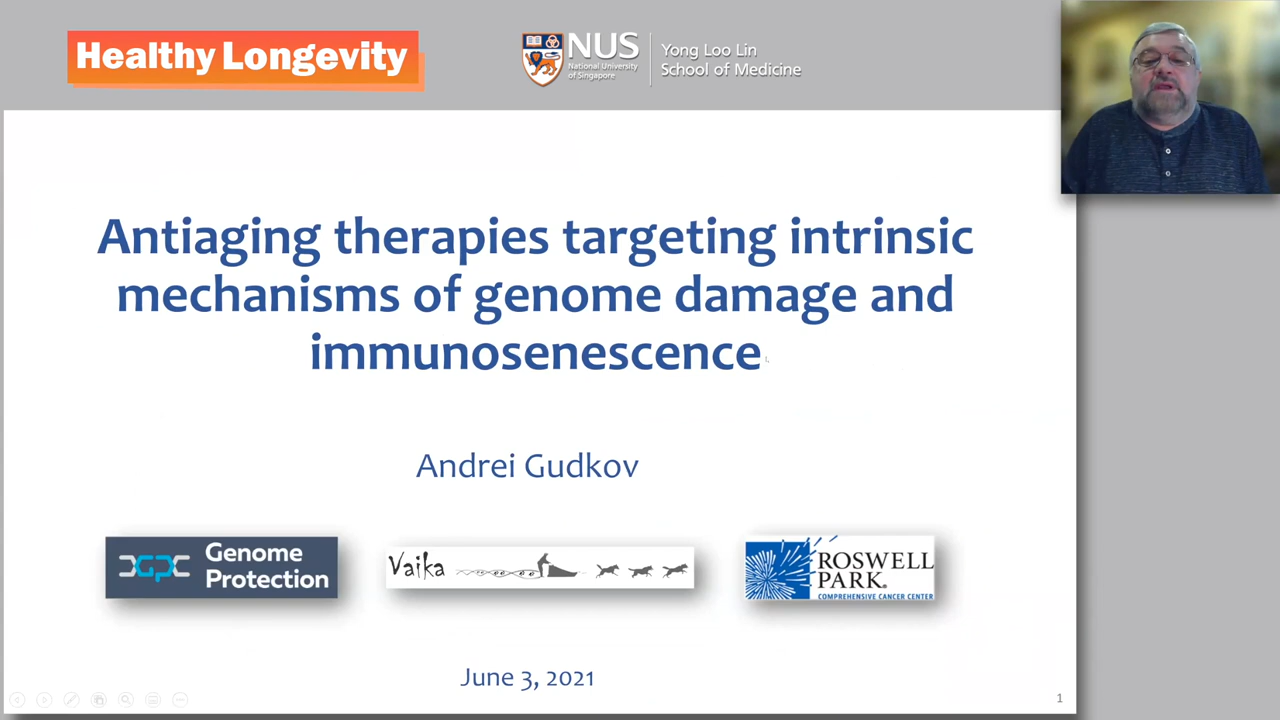 Healthy Longevity
NUS
National University
of Singapore
Yong Loo Lin
School of Medicine
Antiaging therapies targeting intrinsic
mechanisms of genome damage and
immunosenescence
Andrei Gudkov
GP
Genome
Protection
Vaika
ROSWELL
PARK®
COMPREHENSIVE CANCER CENTER
June 3, 2021
1